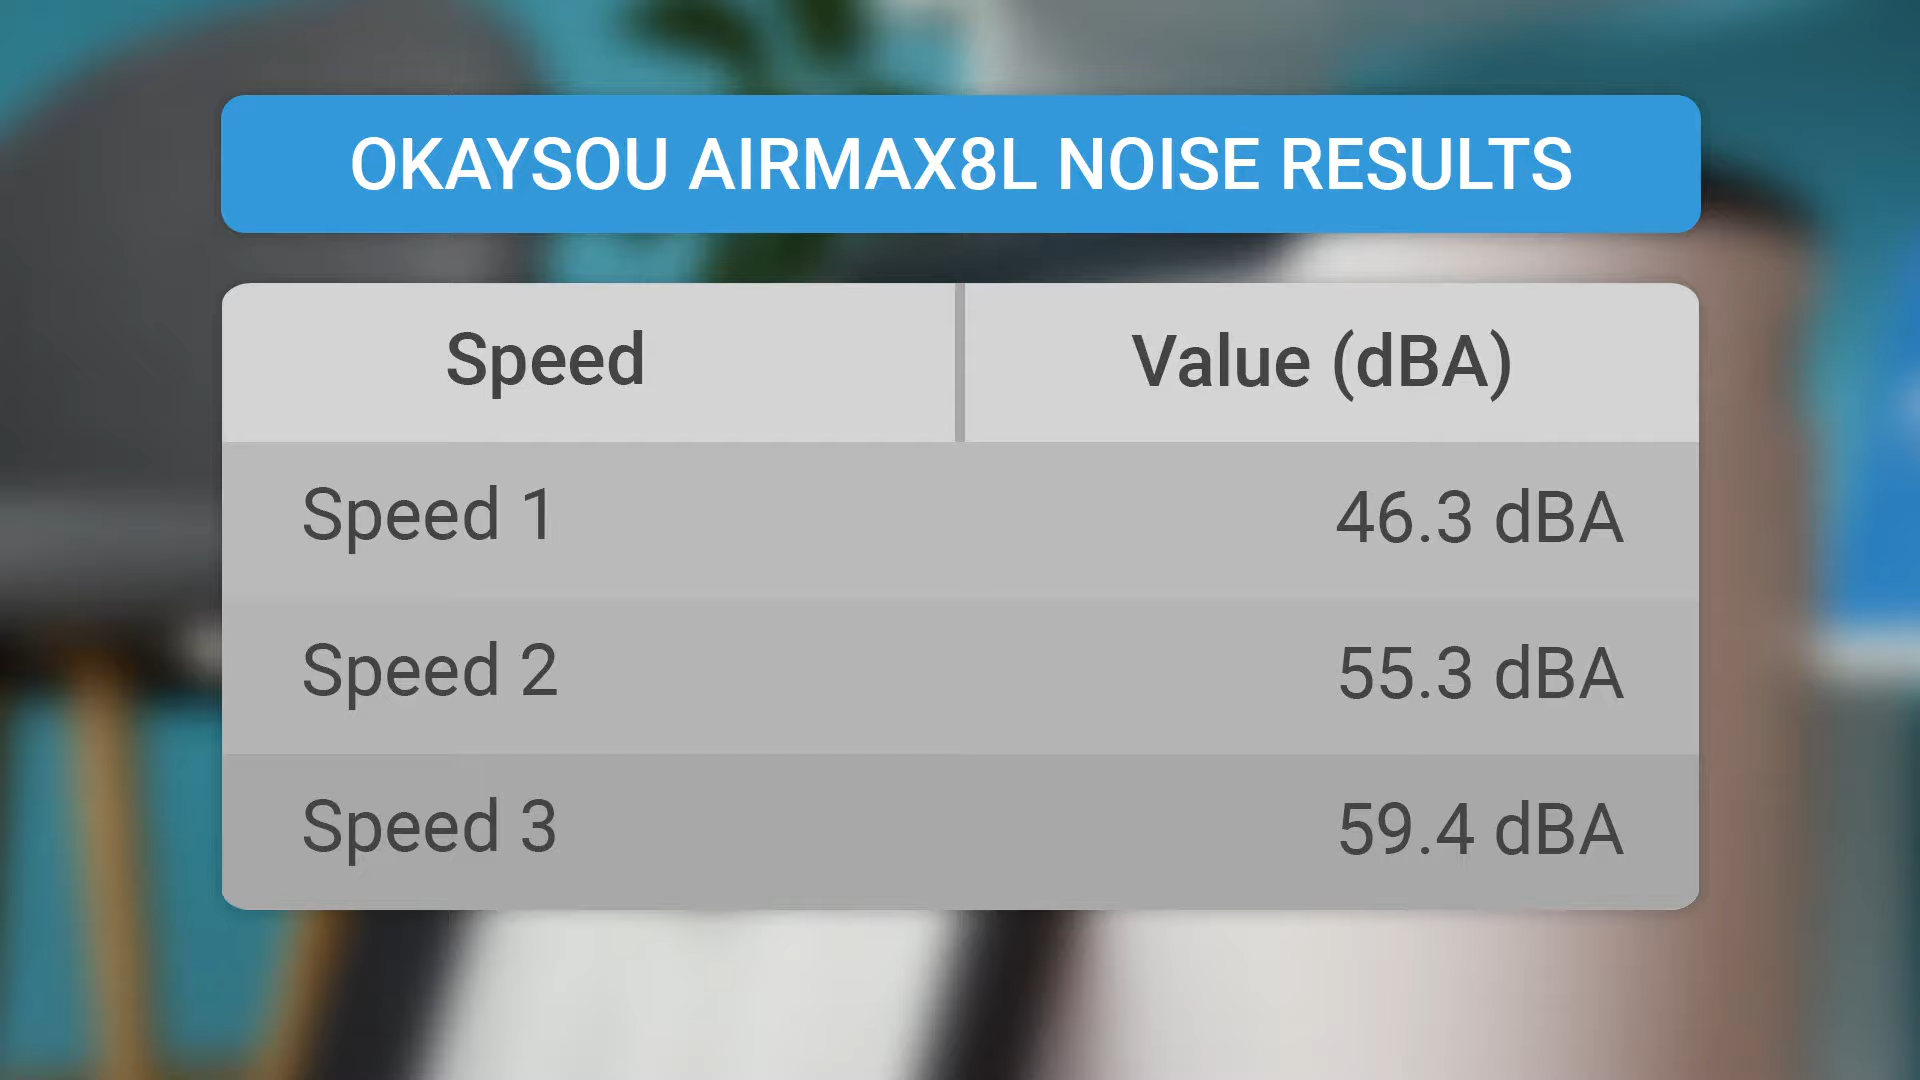 OKAYSOU AIRMAX8L NOISE RESULTS
Speed Value (dBA)
Speed 1 46.3 dBA
Speed 2 55.3 dBA
Speed 3 59.4 dBA